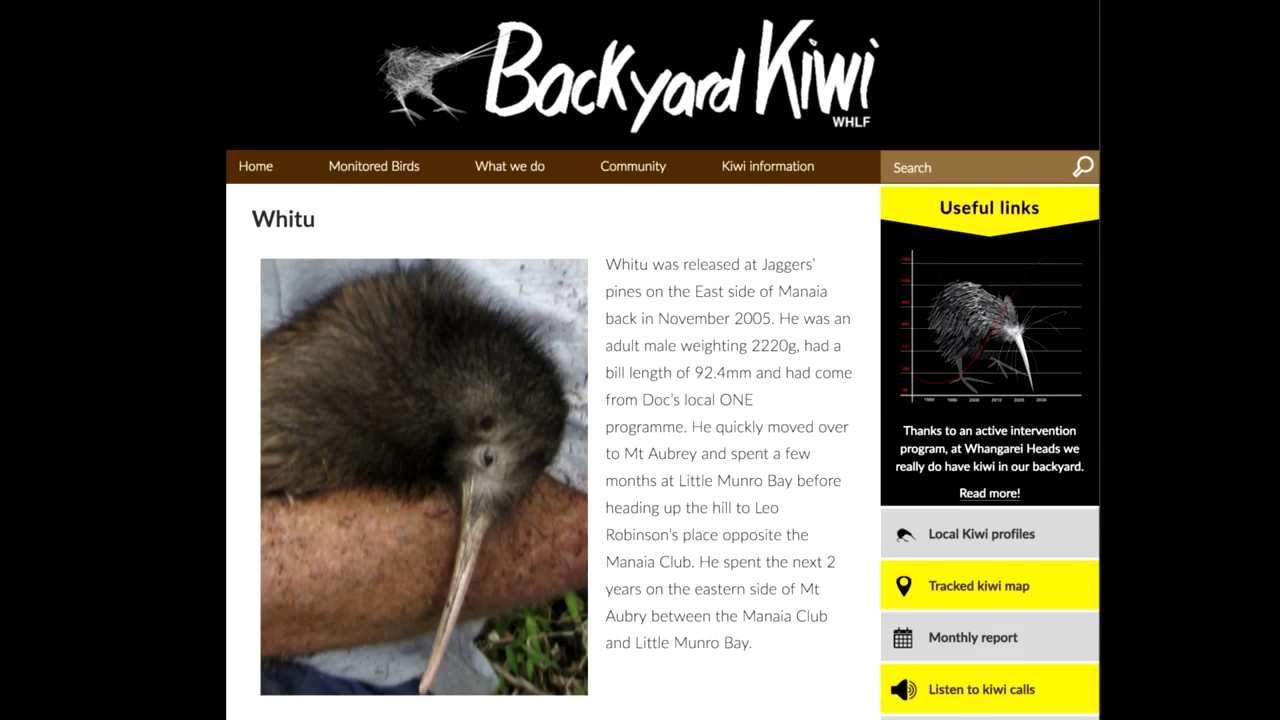 Backyard Kiwi
WHLF
Home
Monitored Birds
What we do
Community
Kiwi information
Search
Whitu
Whitu was released at Jaggers'
pines on the East side of Manaia
back in November 2005. He was an
adult male weighting 2220g, had a
bill length of 92.4mm and had come
from Doc's local ONE
programme. He quickly moved over
to Mt Aubrey and spent a few
months at Little Munro Bay before
heading up the hill to Leo
Robinson's place opposite the
Manaia Club. He spent the next 2
years on the eastern side of Mt
Aubry between the Manaia Club
and Little Munro Bay.
Useful links
Thanks to an active intervention
program, at Whangarei Heads we
really do have kiwi in our backyard.
Read more!
Local Kiwi profiles
Tracked kiwi map
Monthly report
Listen to kiwi calls